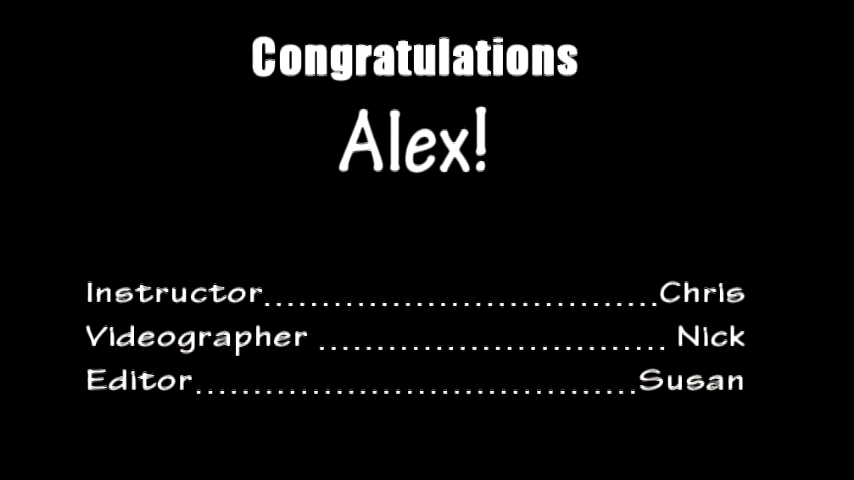 Congratulations
Alex!
Instructor..................................Chris
Videographer .............................. Nick
Editor......................................Susan